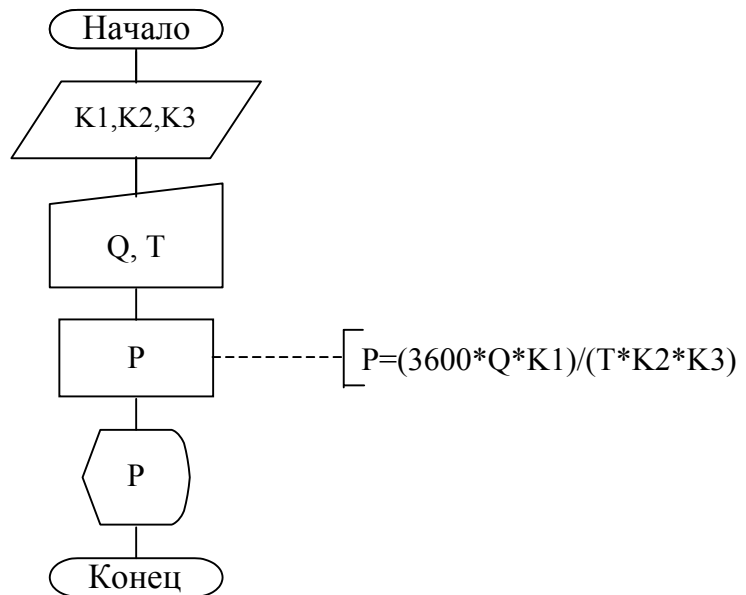 Начало
K1,K2,K3
Q, T
P
P=(3600*Q*K1)/(T*K2*K3)
P
Конец